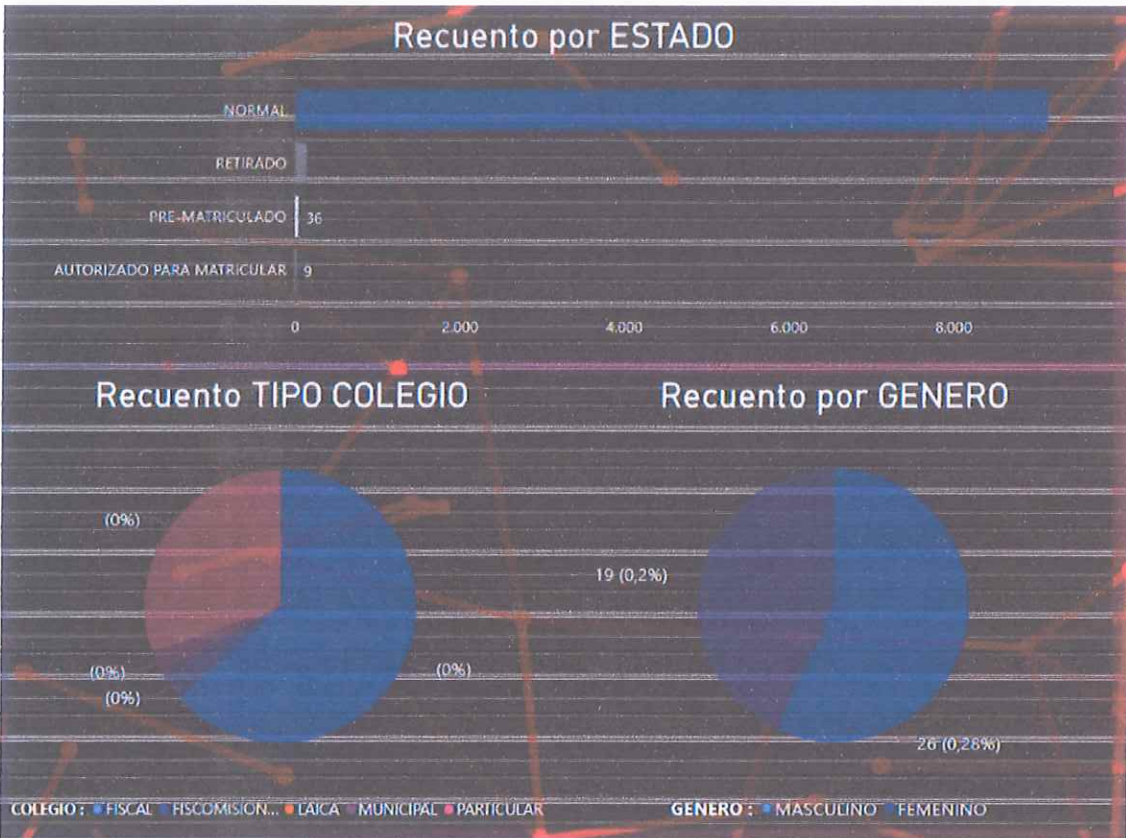 Recuento por ESTADO
NORMAL
RETIRADO
PRE-MATRICULADO 36
AUTORIZADO PARA MATRICULAR 9
0 2.000 4.000 6.000 8.000
Recuento TIPO COLEGIO
(0%)
(0%)
(0%)
(0%)
COLEGIO: FISCAL FISCOMISION... LAICA MUNICIPAL PARTICULAR
Recuento por GENERO
19 (0,2%)
26 (0,28%)
GENERO: MASCULINO FEMENINO